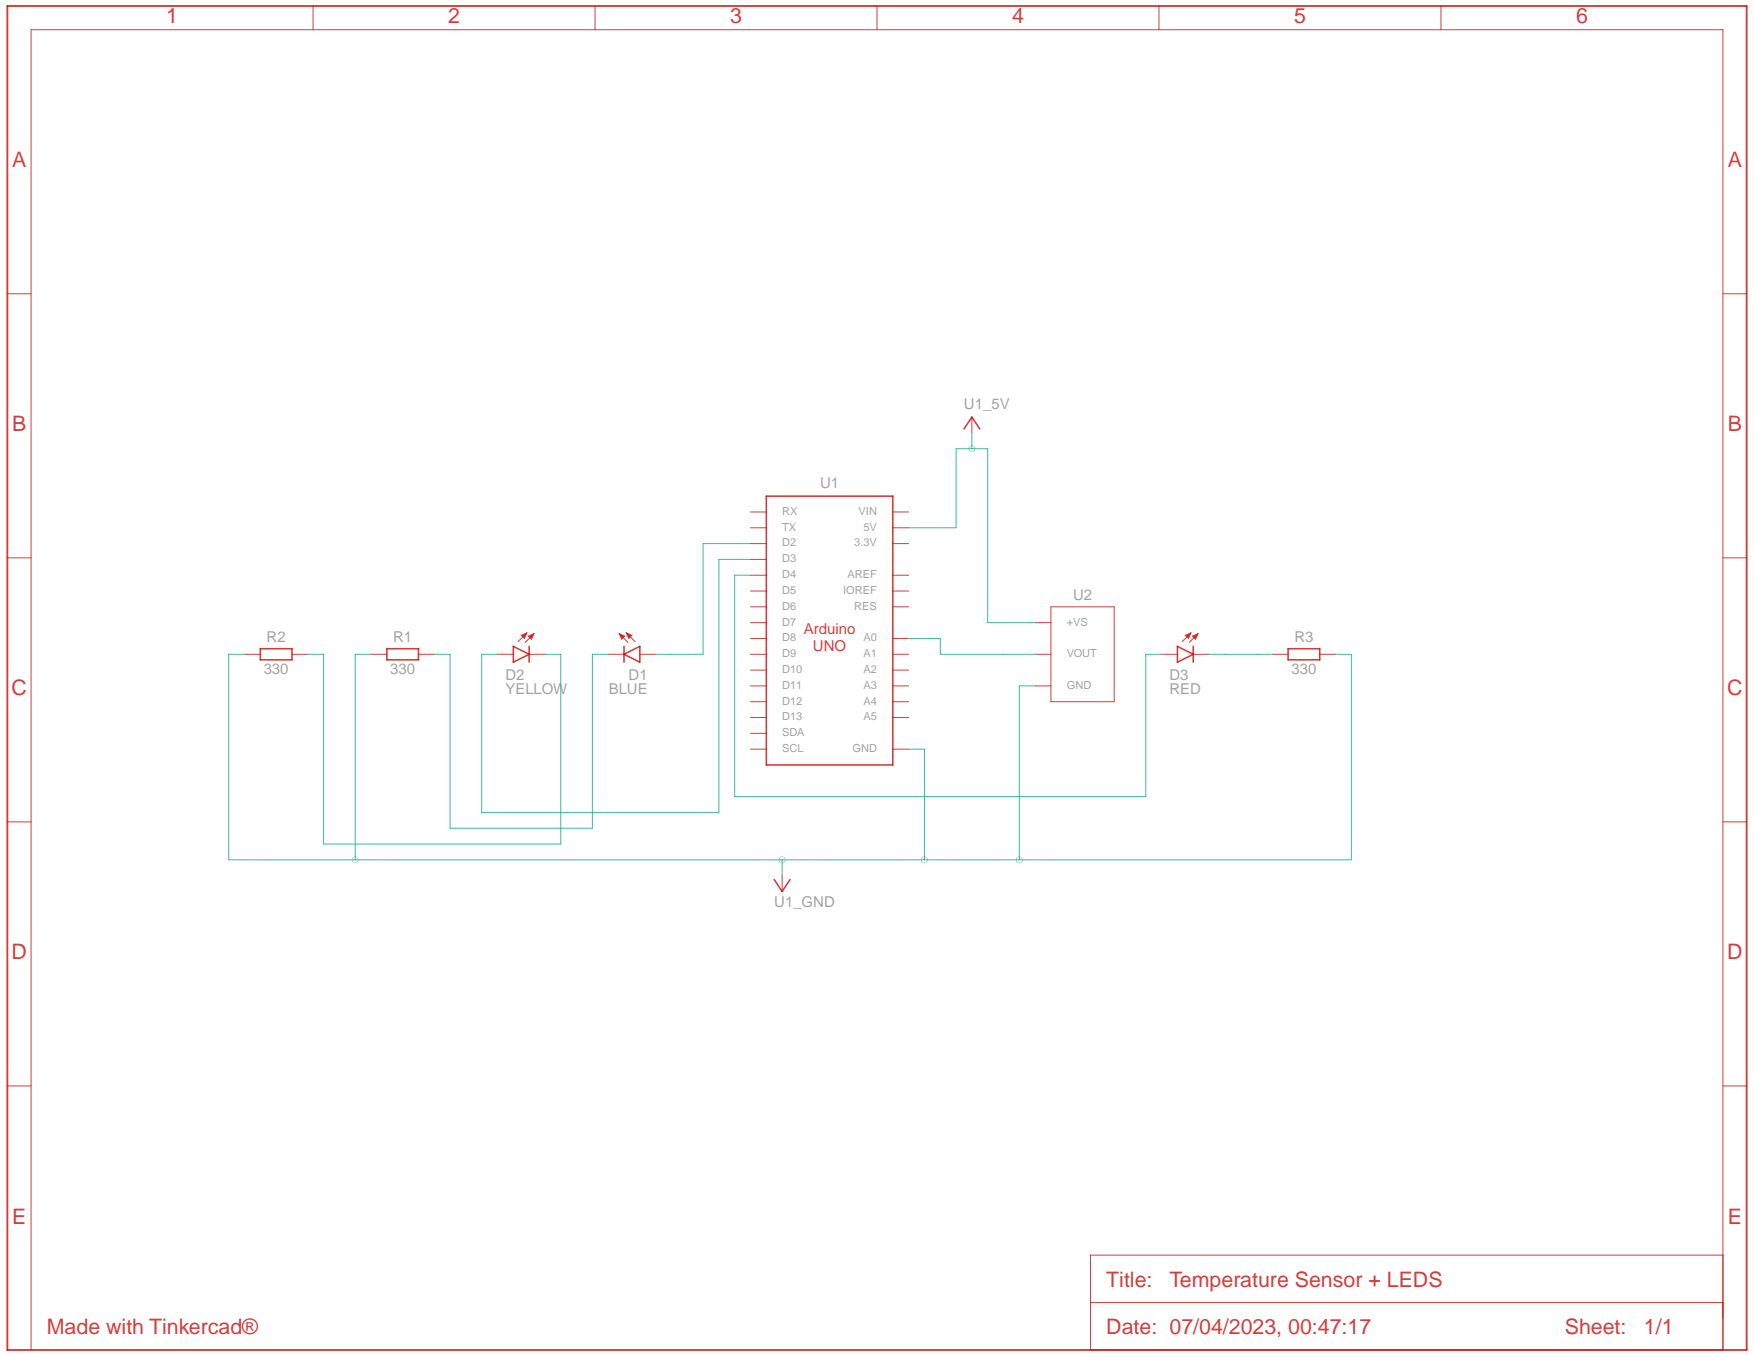 1 2 3 4 5 6
A A
B B
U1_5V
U1
RX VIN
TX 5V
D2 3.3V
D3
D4 AREF
D5 IOREF
D6 RES
D7
D8 A0
D9 A1
D10 A2
D11 A3
D12 A4
D13 A5
SDA
SCL GND
Arduino
UNO
U2
+VS
VOUT
GND
R2
330
R1
330
D2
YELLOW
D1
BLUE
D3
RED
R3
330
C C
U1_GND
D D
E E
Title: Temperature Sensor + LEDS
Date: 07/04/2023, 00:47:17 Sheet: 1/1
Made with Tinkercad®